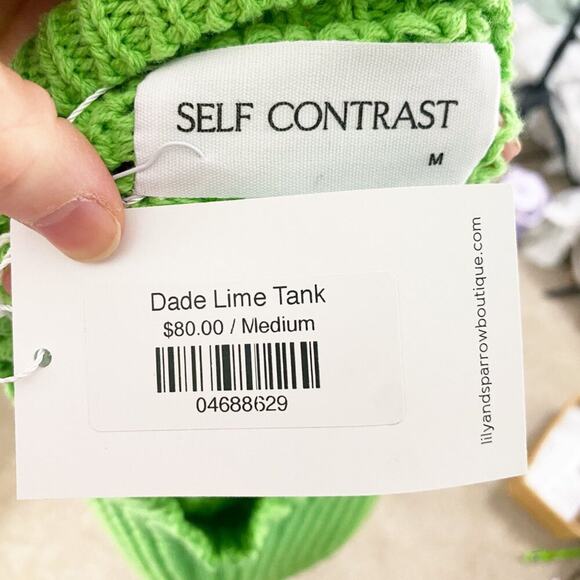 SELF CONTRAST
M
Dade Lime Tank
$80.00 / Medium
04688629
lilyandsparrowboutique.com